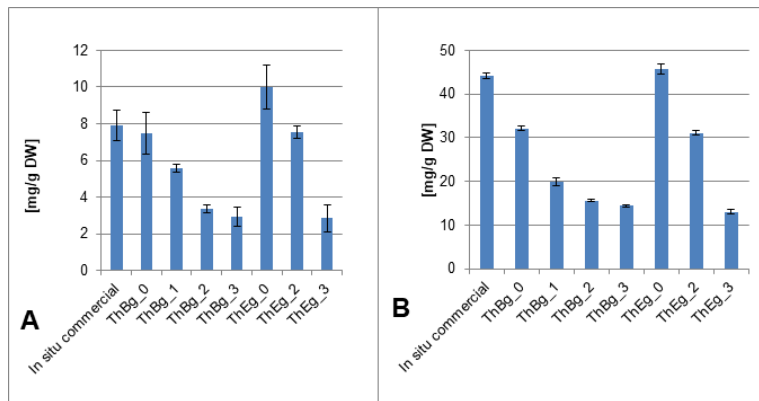 12
10
8
6
4
2
0
[mg/g DW]
In situ commercial
ThBg_0
ThBg_1
ThBg_2
ThBg_3
ThEg_0
ThEg_2
ThEg_3
A
50
40
30
20
10
0
[mg/g DW]
In situ commercial
ThBg_0
ThBg_1
ThBg_2
ThBg_3
ThEg_0
ThEg_2
ThEg_3
B